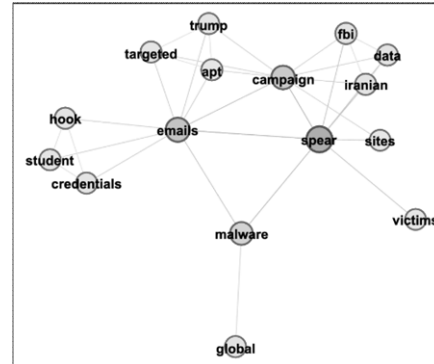 trump
fbi
targeted
data
apt
campaign
iranian
hook
emails
spear
sites
student
credentials
victims
malware
global